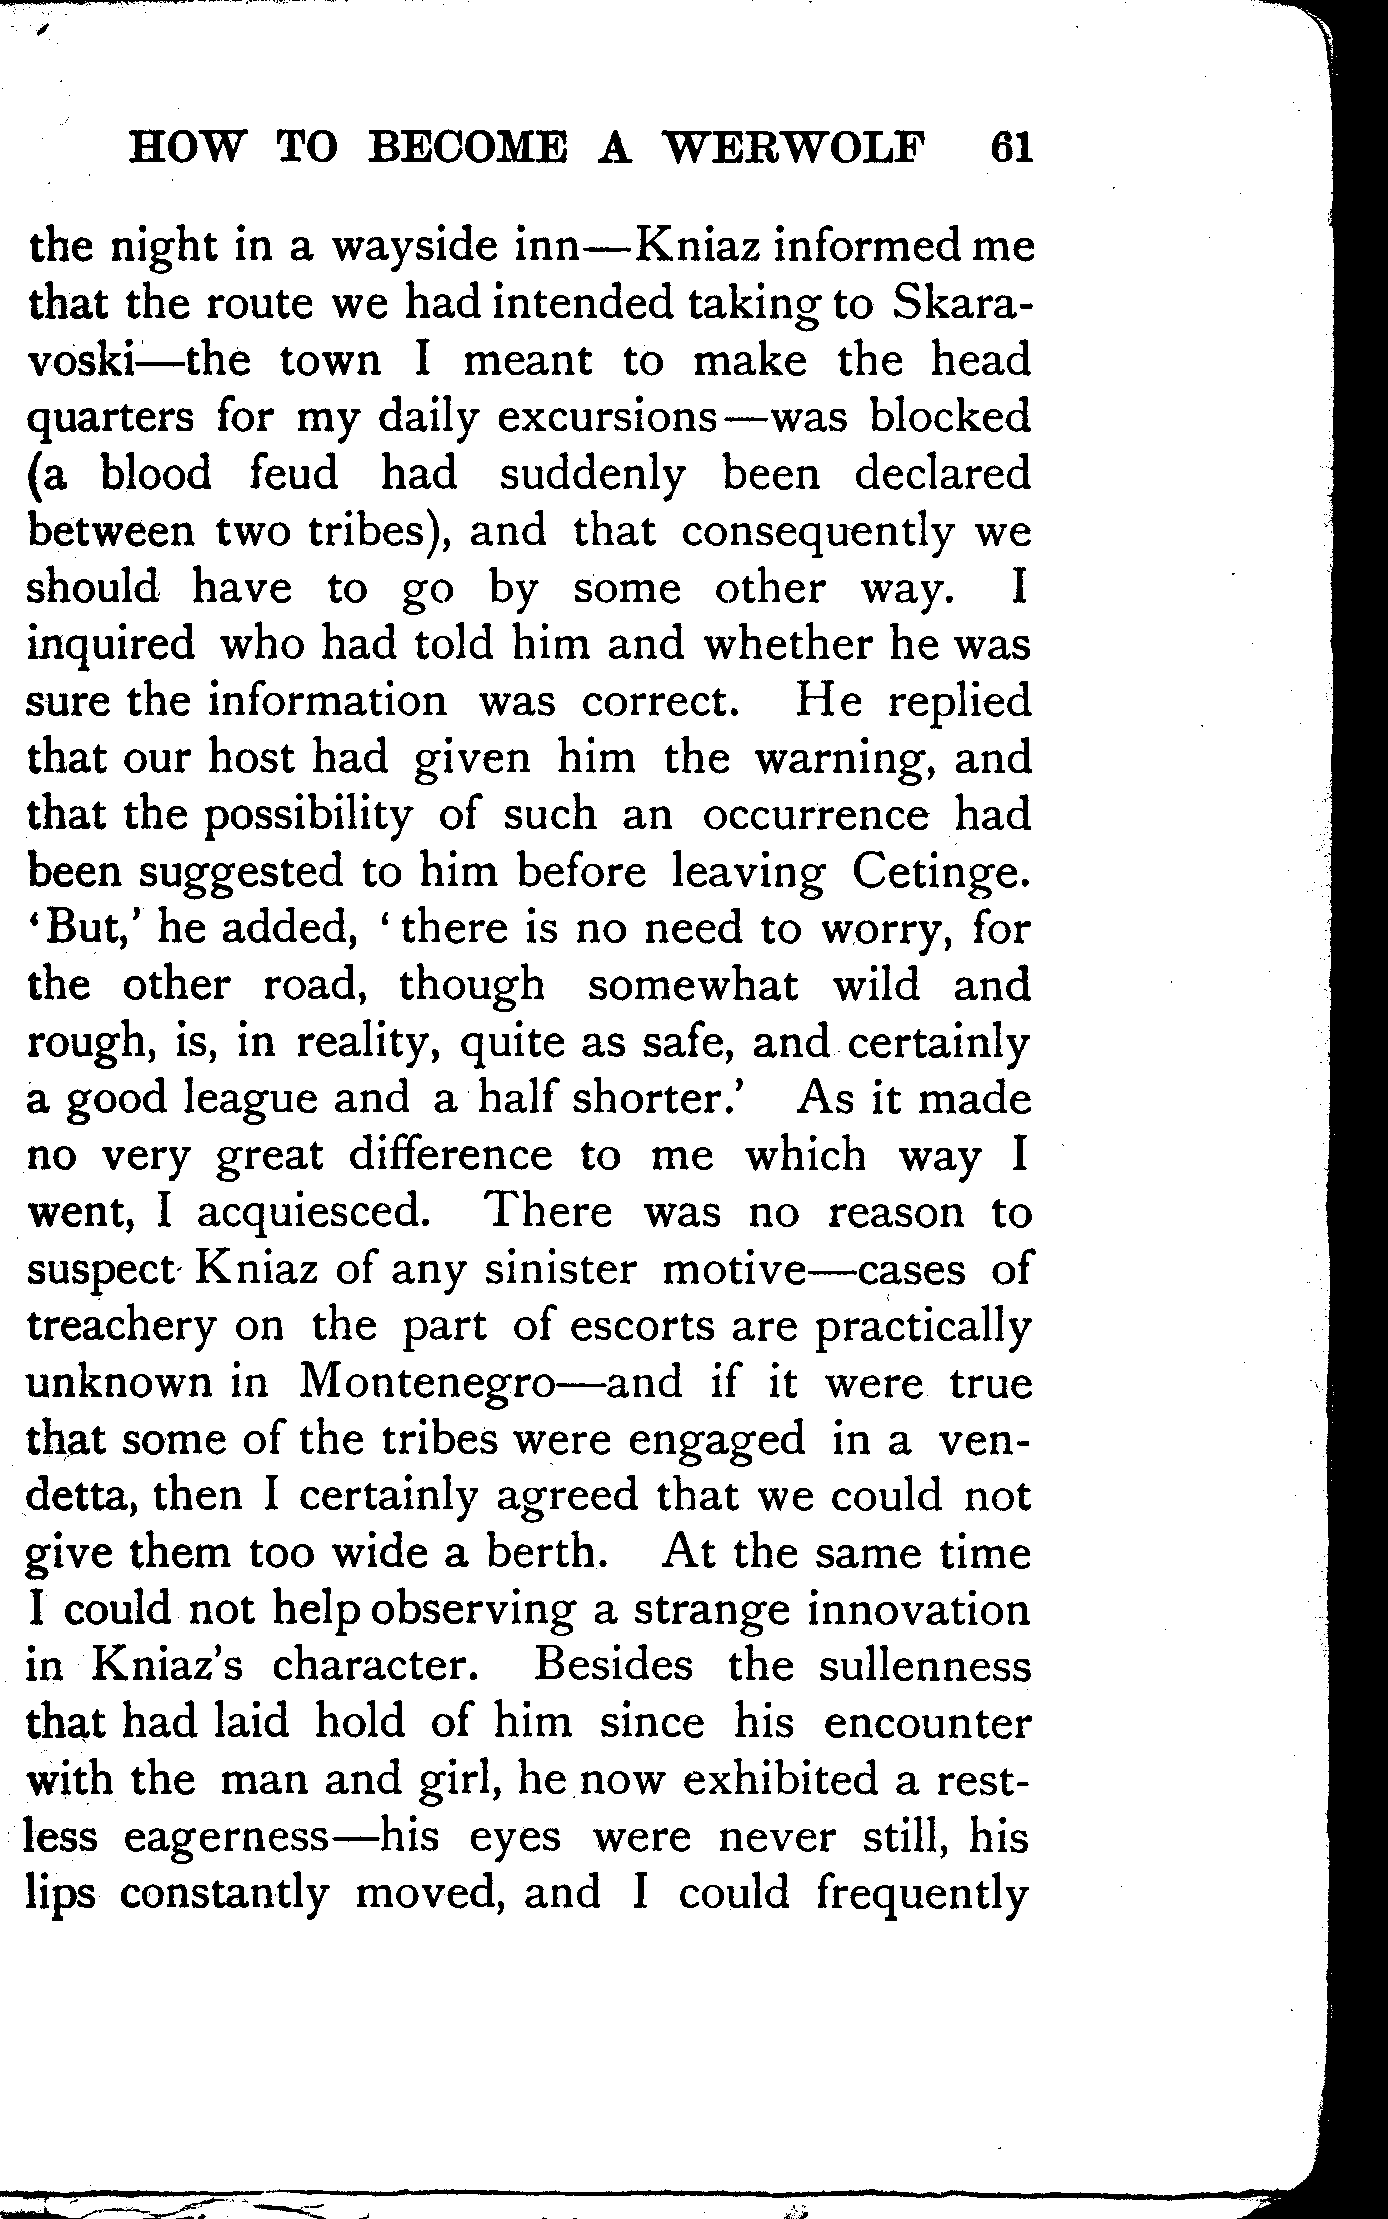 HOW TO BECOME A WERWOLF 61
the night in a wayside inn—Kniaz informed me
that the route we had intended taking to Skara-
voski—the town I meant to make the head
quarters for my daily excursions—was blocked
(a blood feud had suddenly been declared
between two tribes), and that consequently we
should have to go by some other way. I
inquired who had told him and whether he was
sure the information was correct. He replied
that our host had given him the warning, and
that the possibility of such an occurrence had
been suggested to him before leaving Cetinge.
‘But,’ he added, ‘there is no need to worry, for
the other road, though somewhat wild and
rough, is, in reality, quite as safe, and certainly
a good league and a half shorter.’ As it made
no very great difference to me which way I
went, I acquiesced. There was no reason to
suspect Kniaz of any sinister motive—cases of
treachery on the part of escorts are practically
unknown in Montenegro—and if it were true
that some of the tribes were engaged in a ven-
detta, then I certainly agreed that we could not
give them too wide a berth. At the same time
I could not help observing a strange innovation
in Kniaz’s character. Besides the sullenness
that had laid hold of him since his encounter
with the man and girl, he now exhibited a rest-
less eagerness—his eyes were never still, his
lips constantly moved, and I could frequently